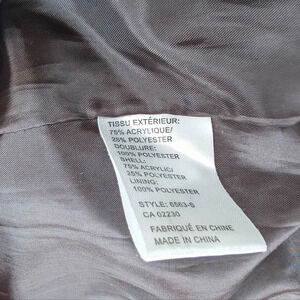 TISSU EXTÉRIEUR:
75% ACRYLIQUE/
25% POLYESTER
DOUBLURE:
100% POLYESTER
SHELL:
75% ACRYLIC/
25% POLYESTER
LINING:
100% POLYESTER
STYLE: 6563-S
CA 02230
FABRIQUÉ EN CHINE
MADE IN CHINA